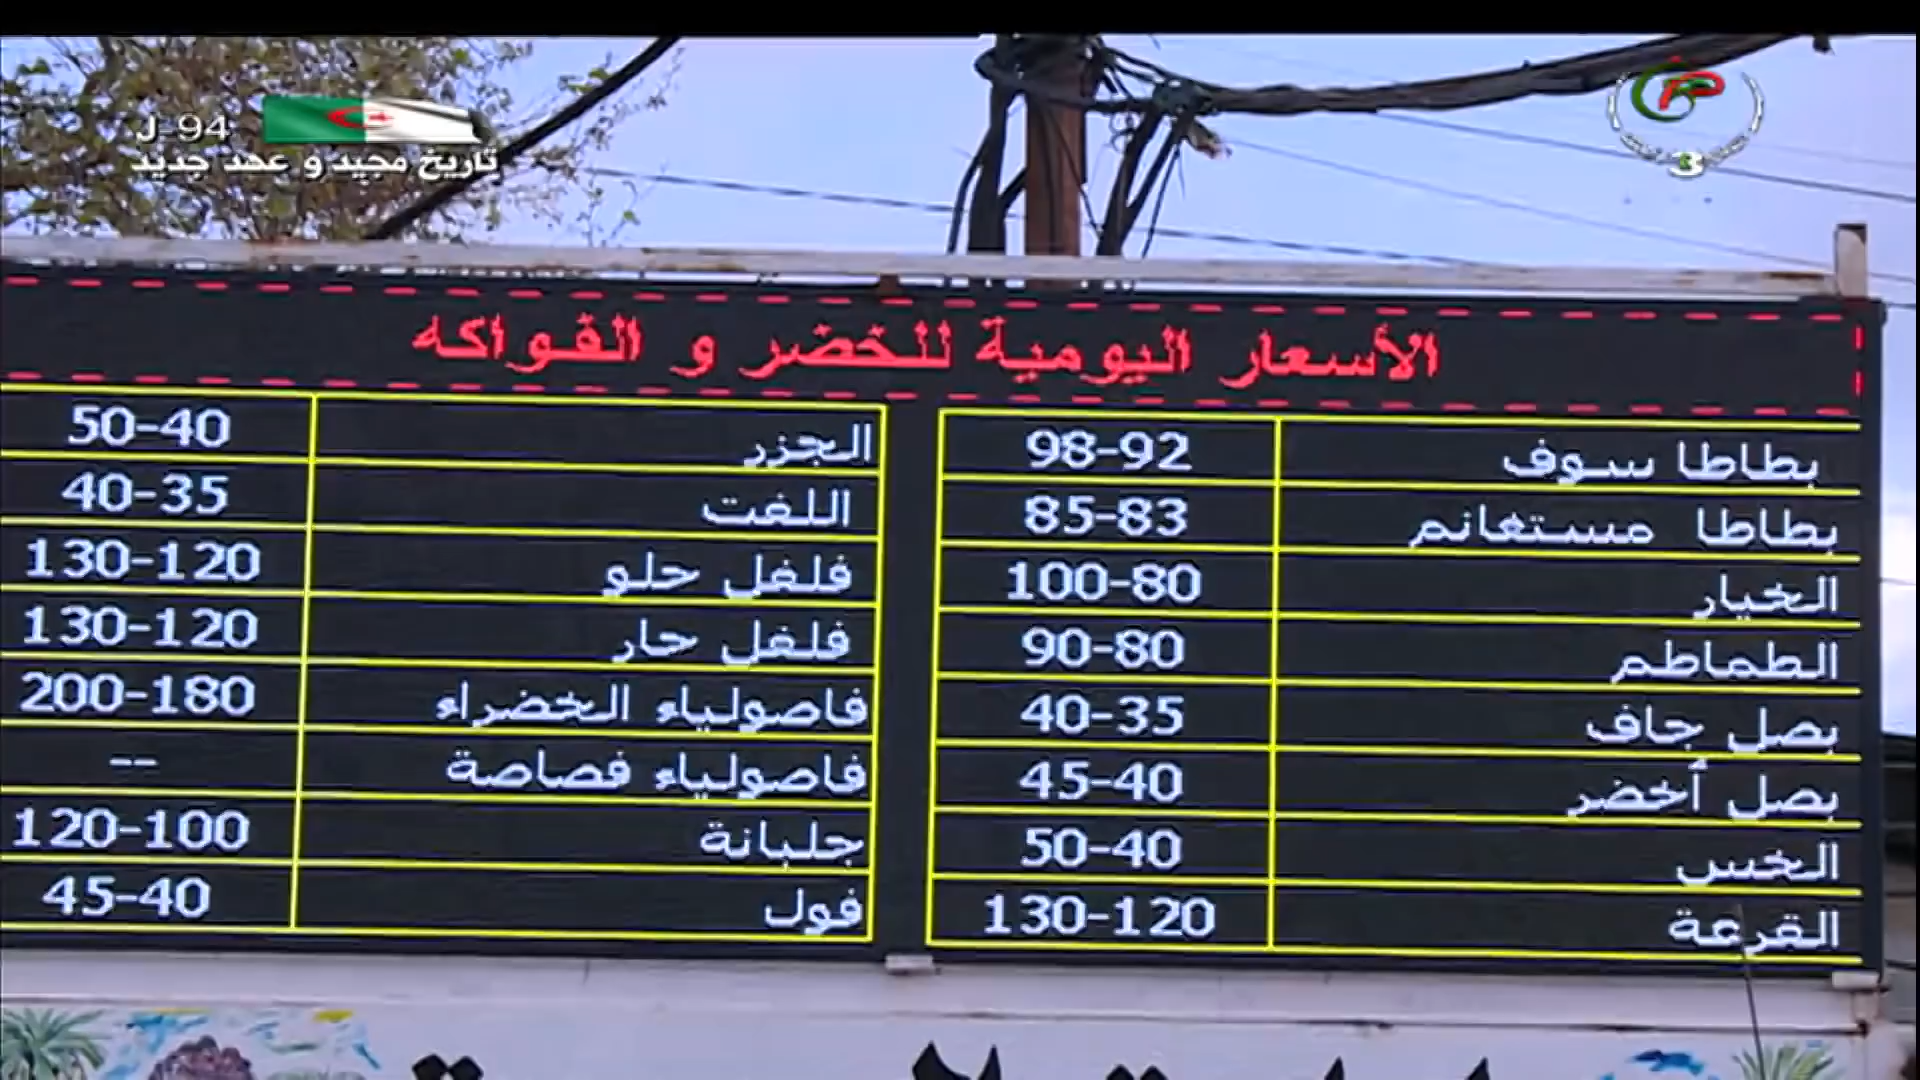 J-94
تاريخ مجيد و عهد جديد
3
الأسعار اليومية للخضر و الفواكه
بطاطا سوف 98-92
بطاطا مستغانم 85-83
الخيار 100-80
الطماطم 90-80
بصل جاف 40-35
بصل أخضر 45-40
الخس 50-40
القرعة 130-120
الجزر 50-40
اللفت 40-35
فلفل حلو 130-120
فلفل حار 130-120
فاصولياء الخضراء 200-180
فاصولياء فصاصة --
جلبانة 120-100
فول 45-40